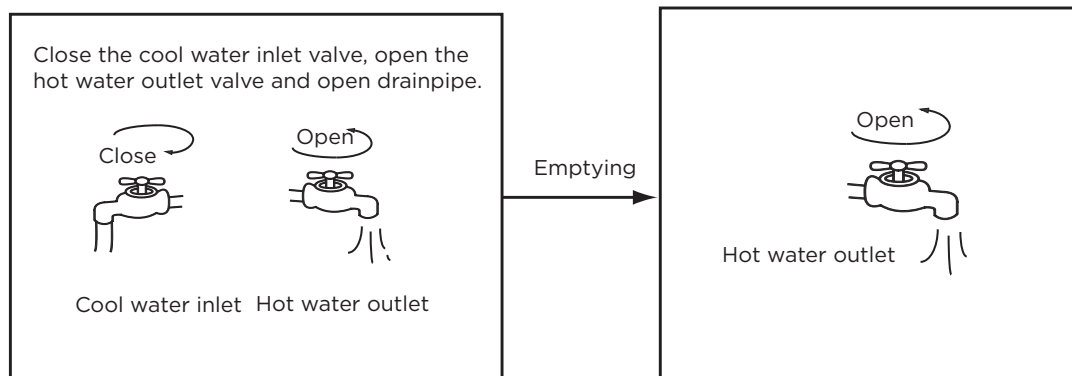 Close the cool water inlet valve, open the
hot water outlet valve and open drainpipe.
Close
Open
Cool water inlet
Hot water outlet
Emptying
Open
Hot water outlet